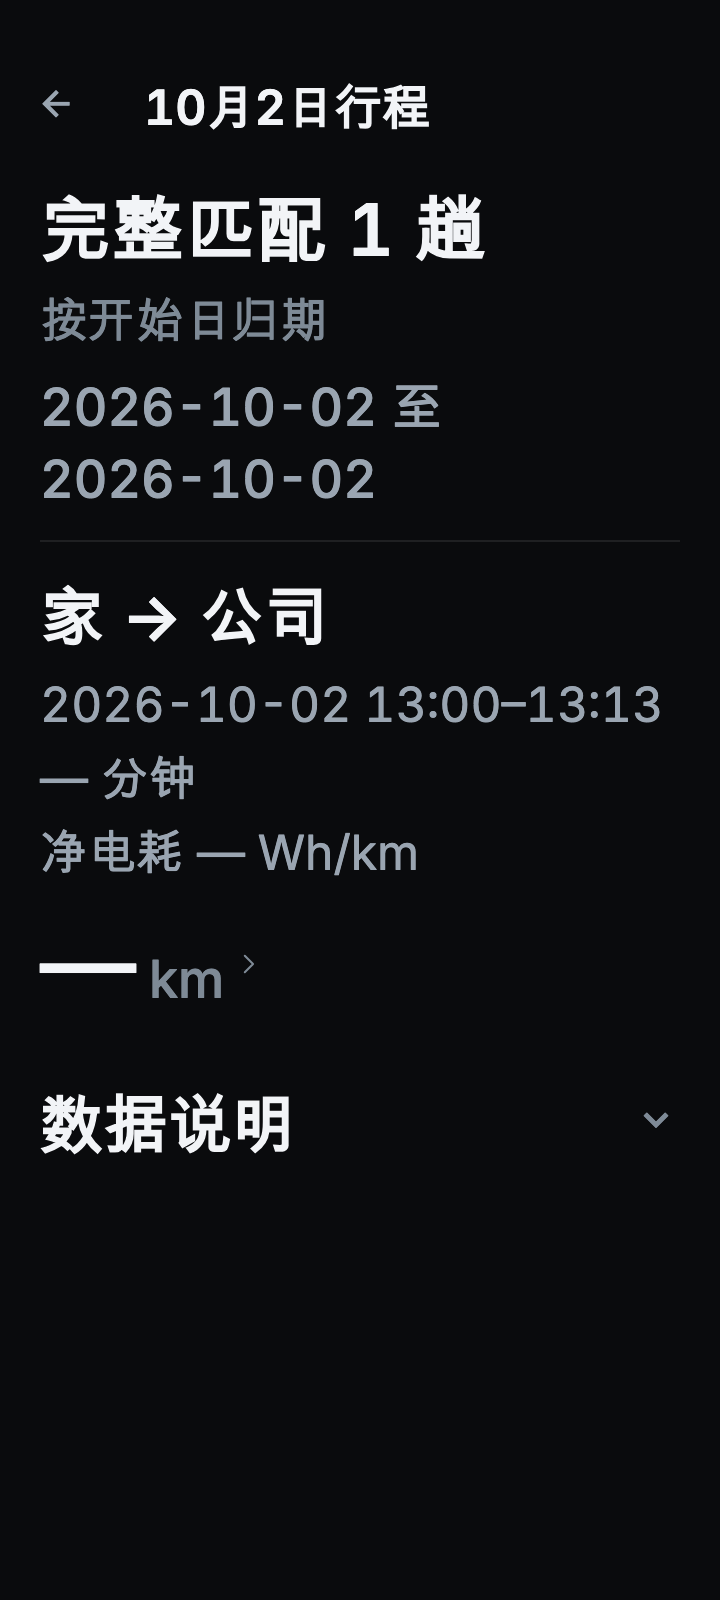 10月2日行程
完整匹配 1 趟
按开始日归期
2026-10-02 至
2026-10-02
家 → 公司
2026-10-02 13:00–13:13
— 分钟
净电耗 — Wh/km
— km
数据说明